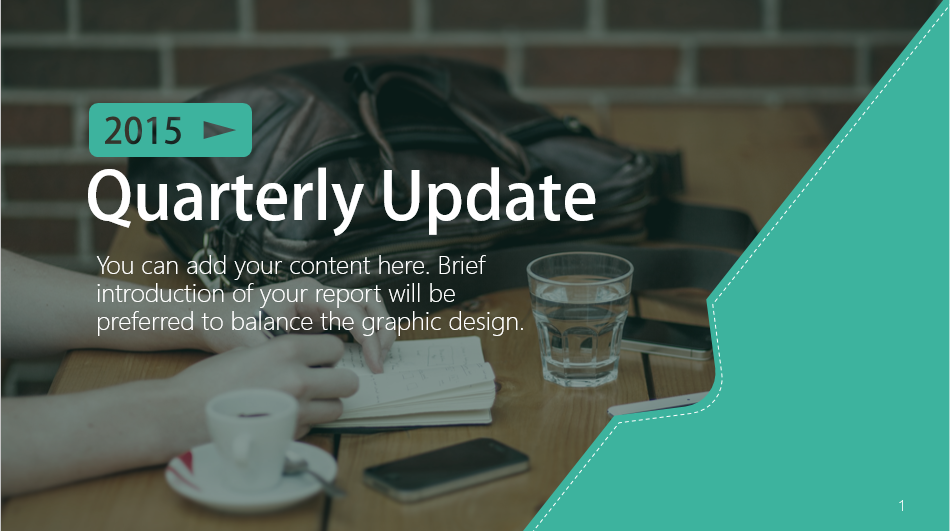 2015
Quarterly Update
You can add your content here. Brief
introduction of your report will be
preferred to balance the graphic design.
1